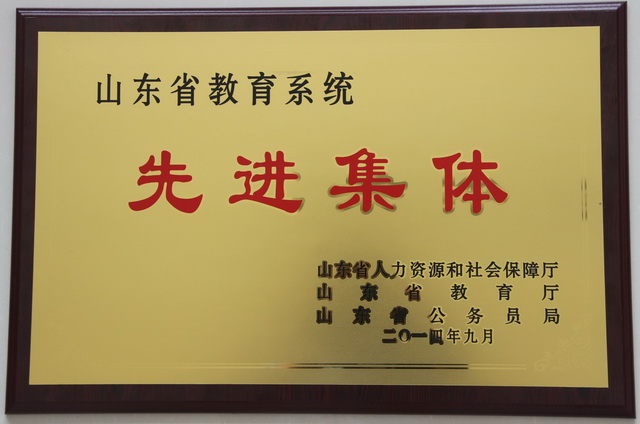 山东省教育系统
先进集体
山东省人力资源和社会保障厅
山东省教育厅
山东省公务员局
二〇一四年九月